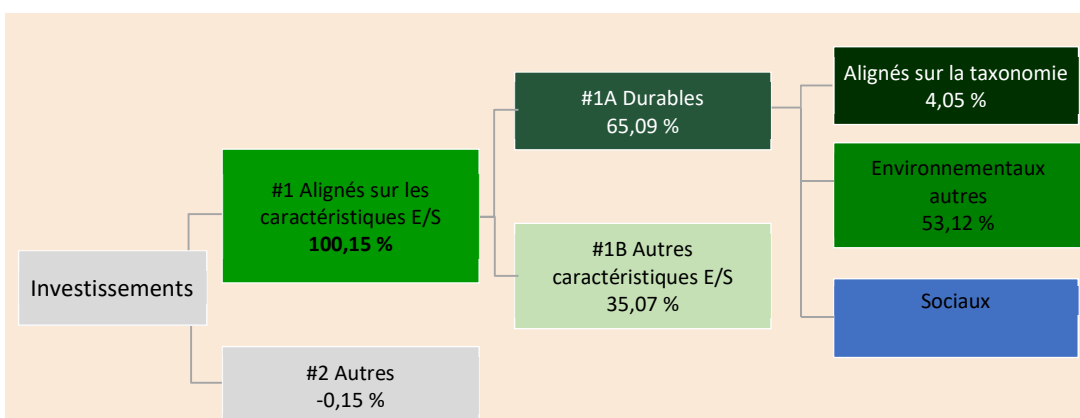 Investissements
#1 Alignés sur les
caractéristiques E/S
100,15 %
#2 Autres
-0,15 %
#1A Durables
65,09 %
#1B Autres
caractéristiques E/S
35,07 %
Alignés sur la taxonomie
4,05 %
Environnementaux
autres
53,12 %
Sociaux